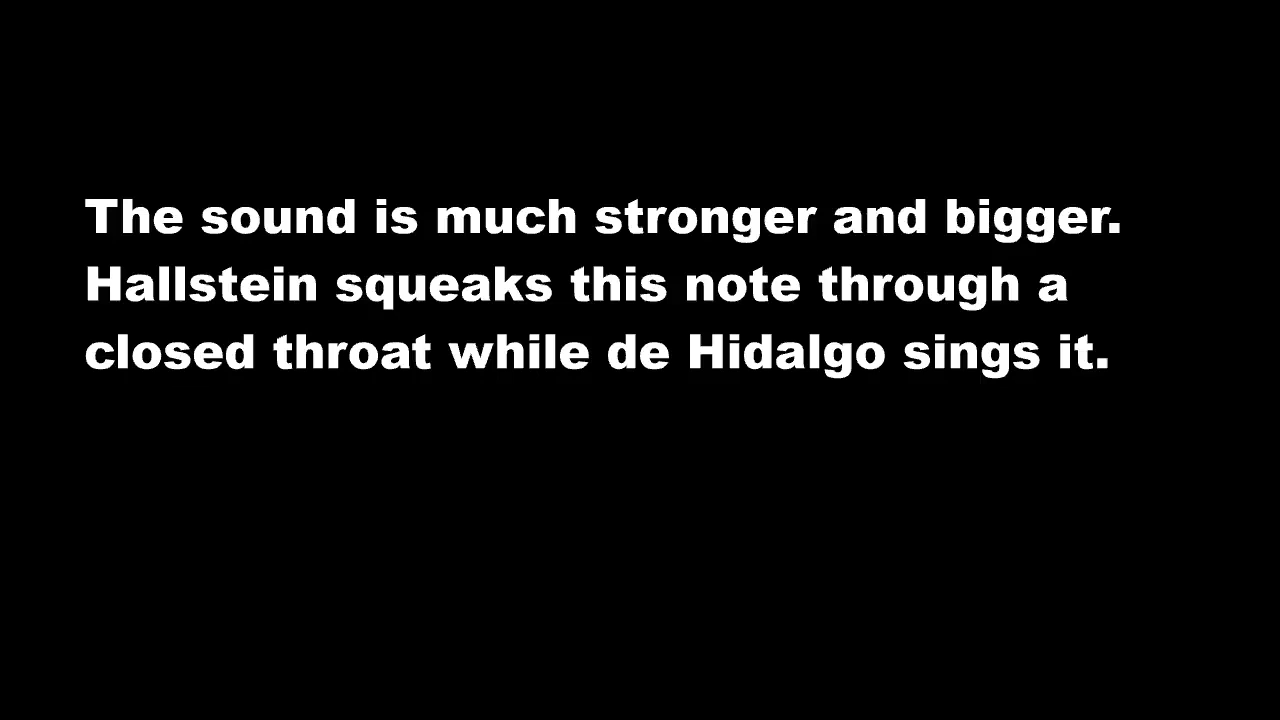 The sound is much stronger and bigger.
Hallstein squeaks this note through a
closed throat while de Hidalgo sings it.